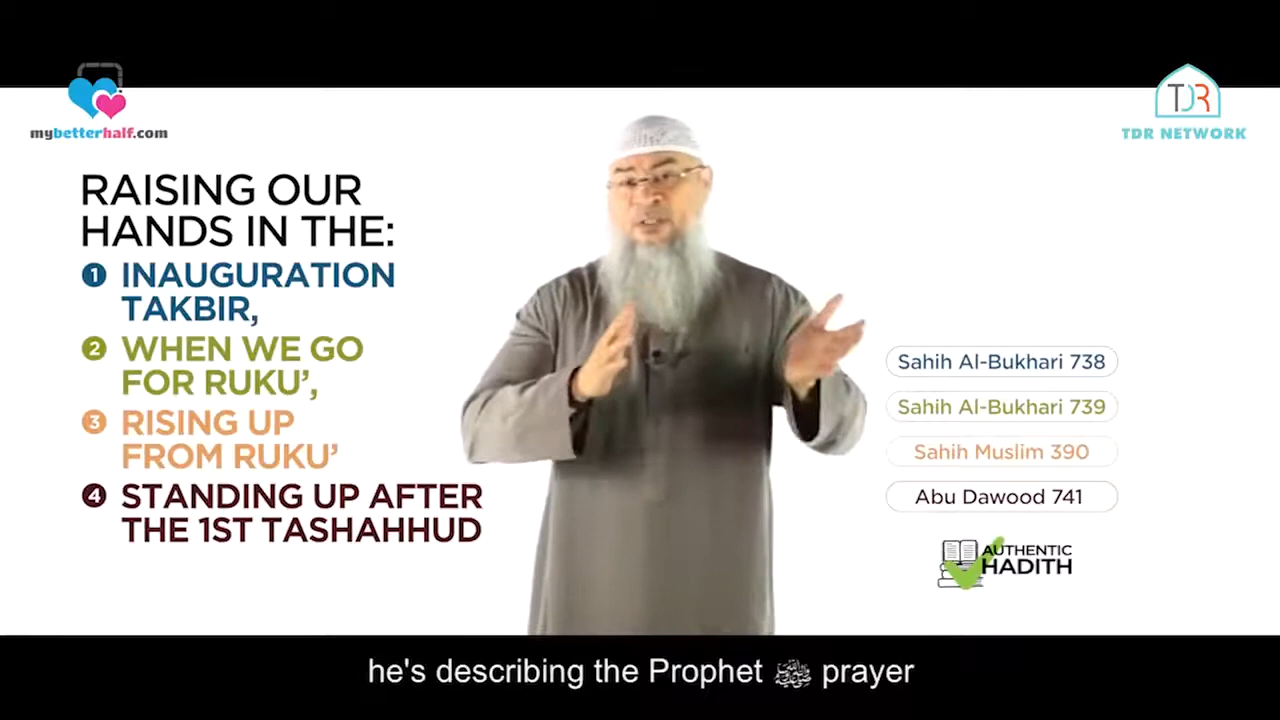 mybetterhalf.com
TDR
TDR NETWORK
RAISING OUR
HANDS IN THE:
1 INAUGURATION
TAKBIR,
2 WHEN WE GO
FOR RUKU’,
3 RISING UP
FROM RUKU’
4 STANDING UP AFTER
THE 1ST TASHAHHUD
Sahih Al-Bukhari 738
Sahih Al-Bukhari 739
Sahih Muslim 390
Abu Dawood 741
AUTHENTIC
HADITH
he's describing the Prophet ﷺ prayer